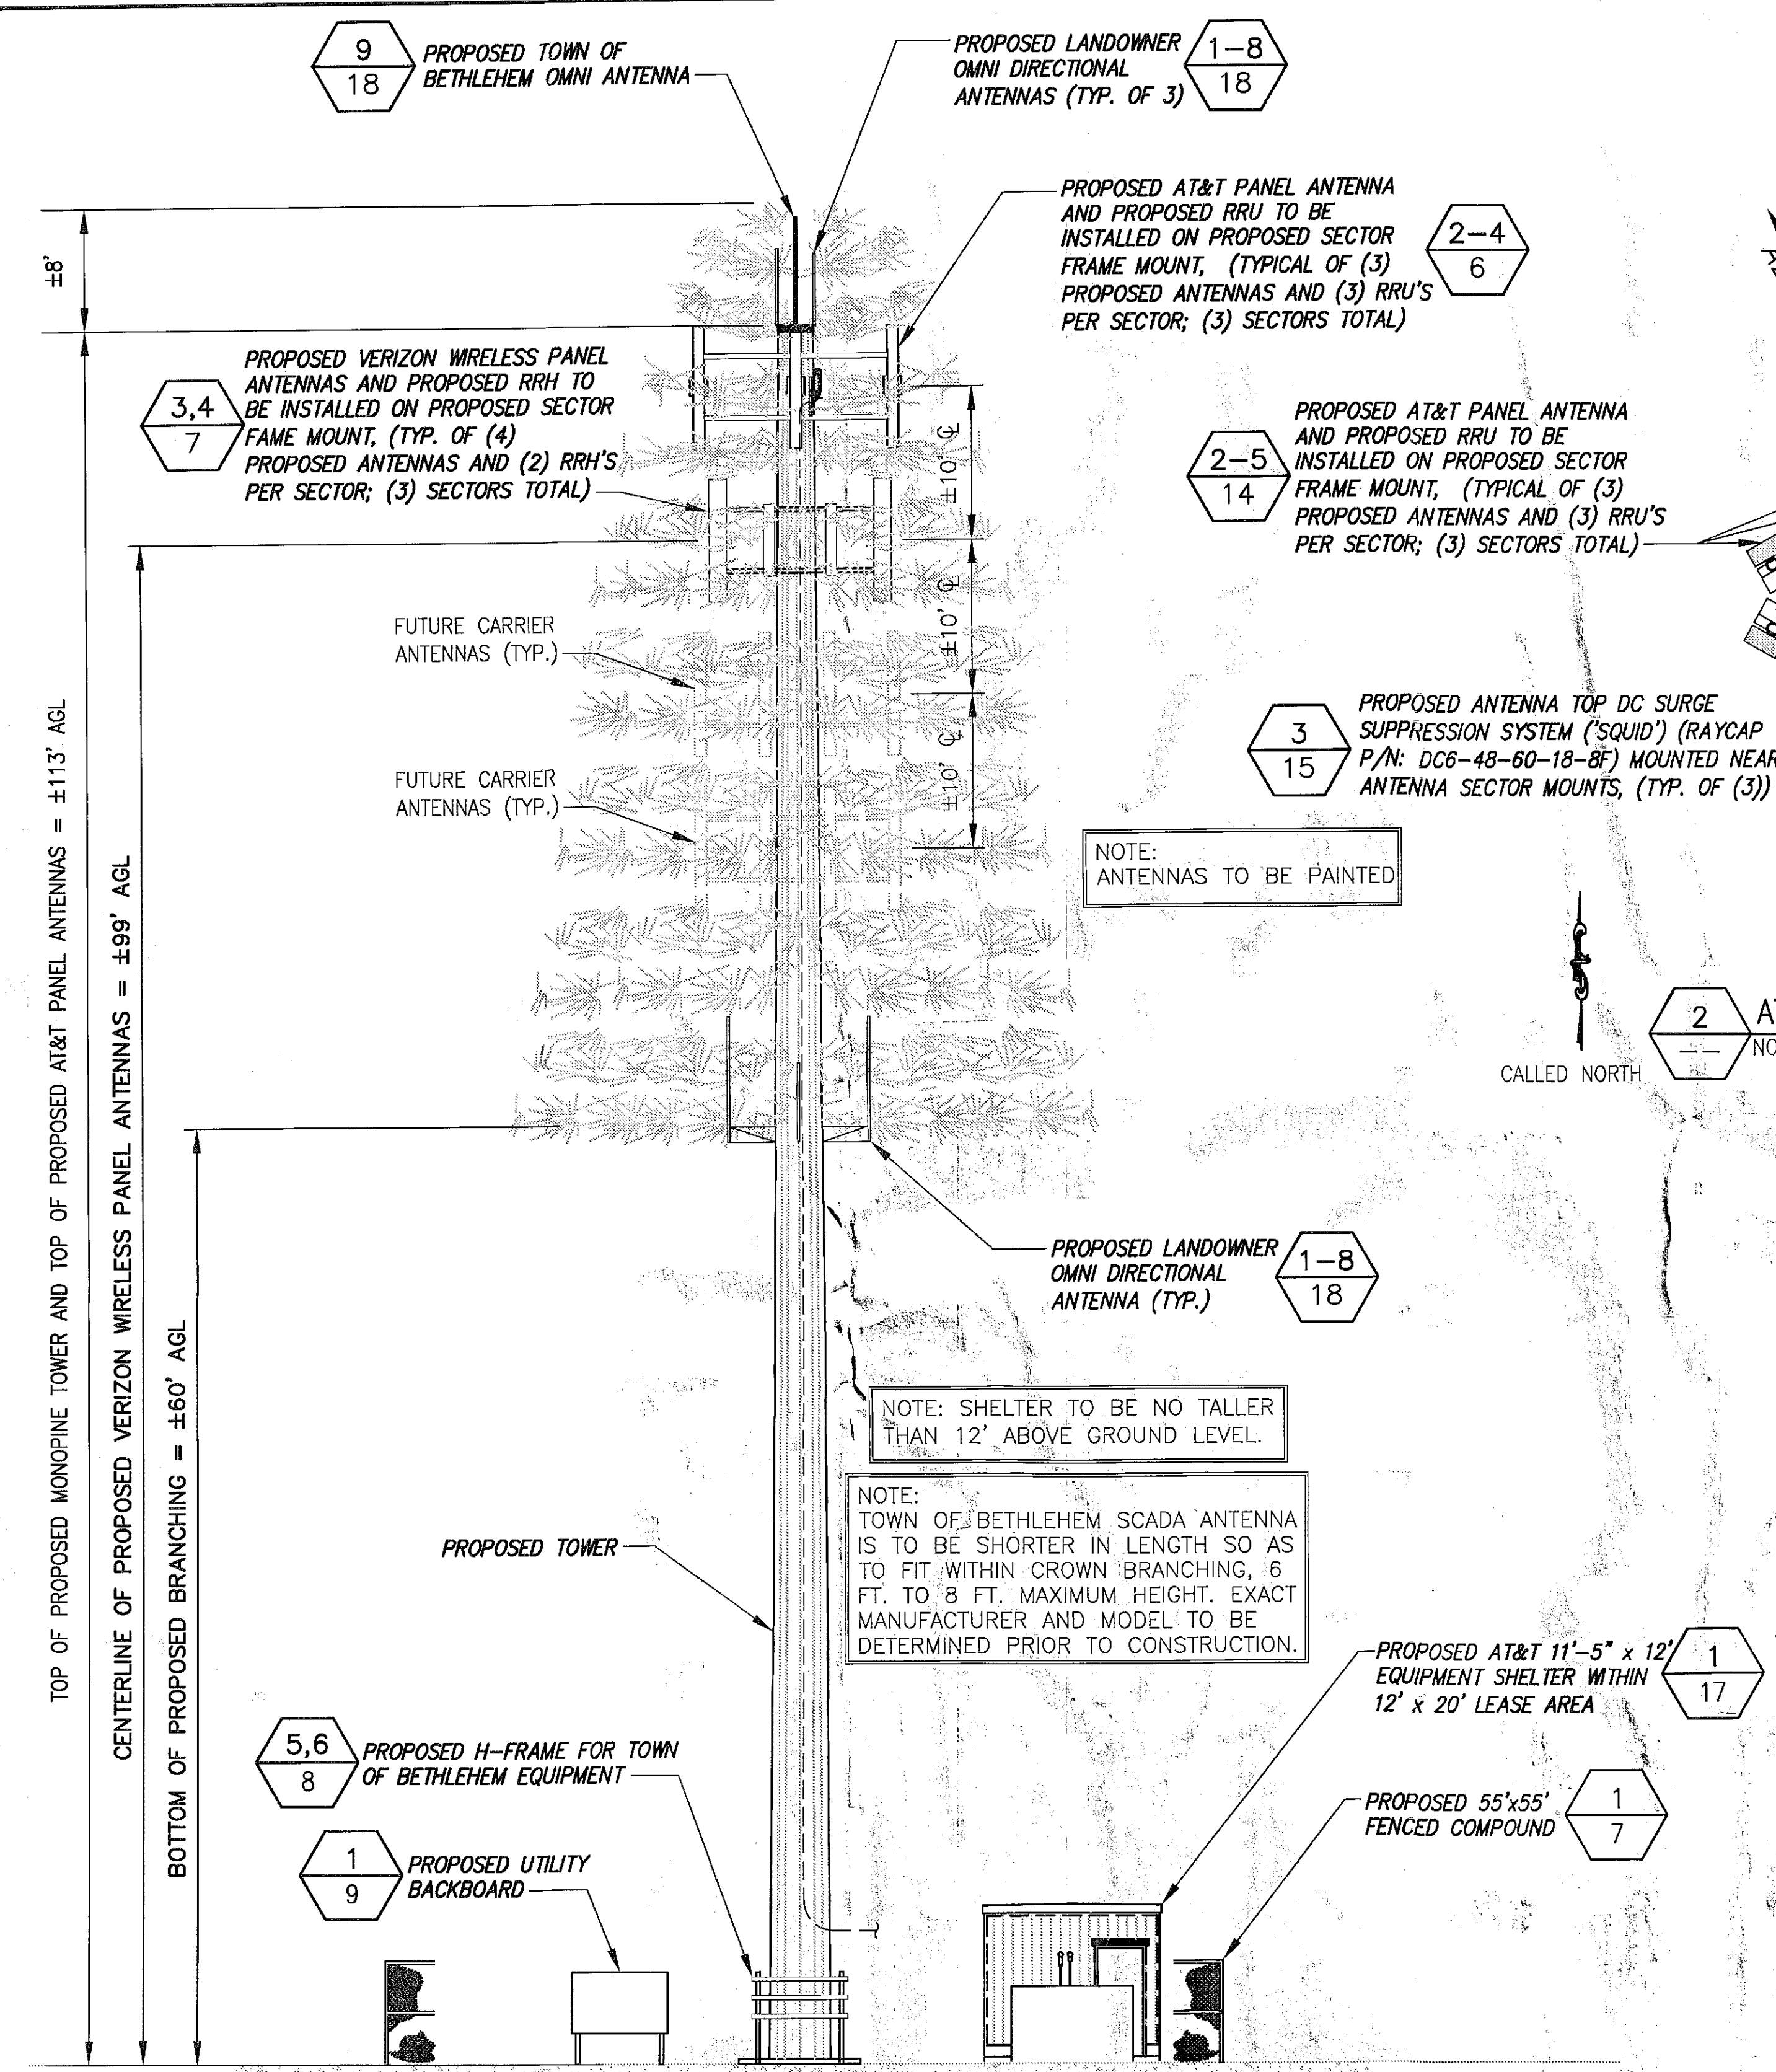 9
18
PROPOSED TOWN OF
BETHLEHEM OMNI ANTENNA
PROPOSED LANDOWNER
OMNI DIRECTIONAL
ANTENNAS (TYP. OF 3)
1-8
18
PROPOSED AT&T PANEL ANTENNA
AND PROPOSED RRU TO BE
INSTALLED ON PROPOSED SECTOR
FRAME MOUNT, (TYPICAL OF (3)
PROPOSED ANTENNAS AND (3) RRU'S
PER SECTOR; (3) SECTORS TOTAL)
2-4
6
±8'
3,4
7
PROPOSED VERIZON WIRELESS PANEL
ANTENNAS AND PROPOSED RRH TO
BE INSTALLED ON PROPOSED SECTOR
FAME MOUNT, (TYP. OF (4)
PROPOSED ANTENNAS AND (2) RRH'S
PER SECTOR; (3) SECTORS TOTAL)
2-5
14
PROPOSED AT&T PANEL ANTENNA
AND PROPOSED RRU TO BE
INSTALLED ON PROPOSED SECTOR
FRAME MOUNT, (TYPICAL OF (3)
PROPOSED ANTENNAS AND (3) RRU'S
PER SECTOR; (3) SECTORS TOTAL)
±10' ℄
±10' ℄
±10' ℄
FUTURE CARRIER
ANTENNAS (TYP.)
FUTURE CARRIER
ANTENNAS (TYP.)
3
15
PROPOSED ANTENNA TOP DC SURGE
SUPPRESSION SYSTEM ('SQUID') (RAYCAP
P/N: DC6-48-60-18-8F) MOUNTED NEAR
ANTENNA SECTOR MOUNTS, (TYP. OF (3))
NOTE:
ANTENNAS TO BE PAINTED
CALLED NORTH
2
--
AT
NO
TOP OF PROPOSED MONOPINE TOWER AND TOP OF PROPOSED AT&T PANEL ANTENNAS = ±113' AGL
CENTERLINE OF PROPOSED VERIZON WIRELESS PANEL ANTENNAS = ±99' AGL
BOTTOM OF PROPOSED BRANCHING = ±60' AGL
PROPOSED LANDOWNER
OMNI DIRECTIONAL
ANTENNA (TYP.)
1-8
18
NOTE: SHELTER TO BE NO TALLER
THAN 12' ABOVE GROUND LEVEL.
NOTE:
TOWN OF BETHLEHEM SCADA ANTENNA
IS TO BE SHORTER IN LENGTH SO AS
TO FIT WITHIN CROWN BRANCHING, 6
FT. TO 8 FT. MAXIMUM HEIGHT. EXACT
MANUFACTURER AND MODEL TO BE
DETERMINED PRIOR TO CONSTRUCTION.
PROPOSED TOWER
PROPOSED AT&T 11'-5" x 12'
EQUIPMENT SHELTER WITHIN
12' x 20' LEASE AREA
1
17
5,6
8
PROPOSED H-FRAME FOR TOWN
OF BETHLEHEM EQUIPMENT
PROPOSED 55'x55'
FENCED COMPOUND
1
7
1
9
PROPOSED UTILITY
BACKBOARD